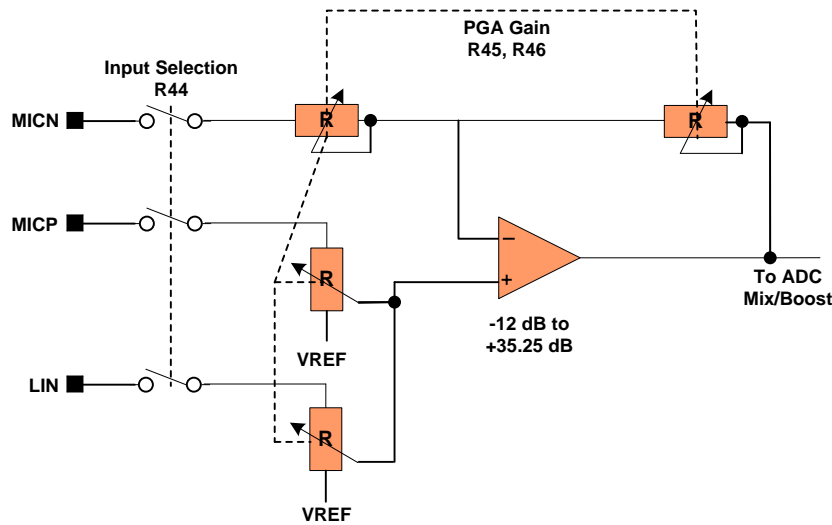 PGA Gain
R45, R46
Input Selection
R44
MICN
R
R
MICP
R
VREF
-12 dB to
+35.25 dB
To ADC
Mix/Boost
LIN
R
VREF